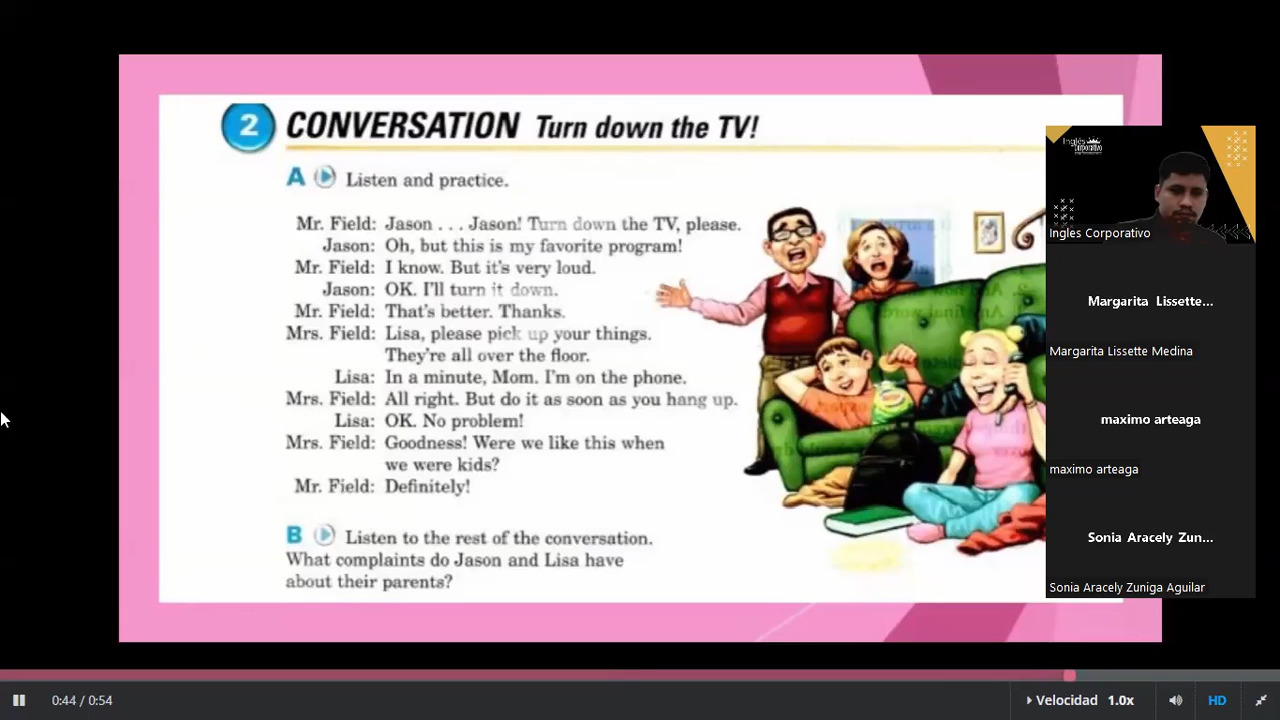 2 CONVERSATION Turn down the TV!
A Listen and practice.
Mr. Field: Jason . . . Jason! Turn down the TV, please.
Jason: Oh, but this is my favorite program!
Mr. Field: I know. But it's very loud.
Jason: OK. I'll turn it down.
Mr. Field: That's better. Thanks.
Mrs. Field: Lisa, please pick up your things.
They're all over the floor.
Lisa: In a minute, Mom. I'm on the phone.
Mrs. Field: All right. But do it as soon as you hang up.
Lisa: OK. No problem!
Mrs. Field: Goodness! Were we like this when
we were kids?
Mr. Field: Definitely!
B Listen to the rest of the conversation.
What complaints do Jason and Lisa have
about their parents?
Inglés
Corporativo
Ingles Corporativo
Margarita Lissette...
Margarita Lissette Medina
maximo arteaga
maximo arteaga
Sonia Aracely Zun...
Sonia Aracely Zuniga Aguilar
0:44 / 0:54
Velocidad 1.0x
HD